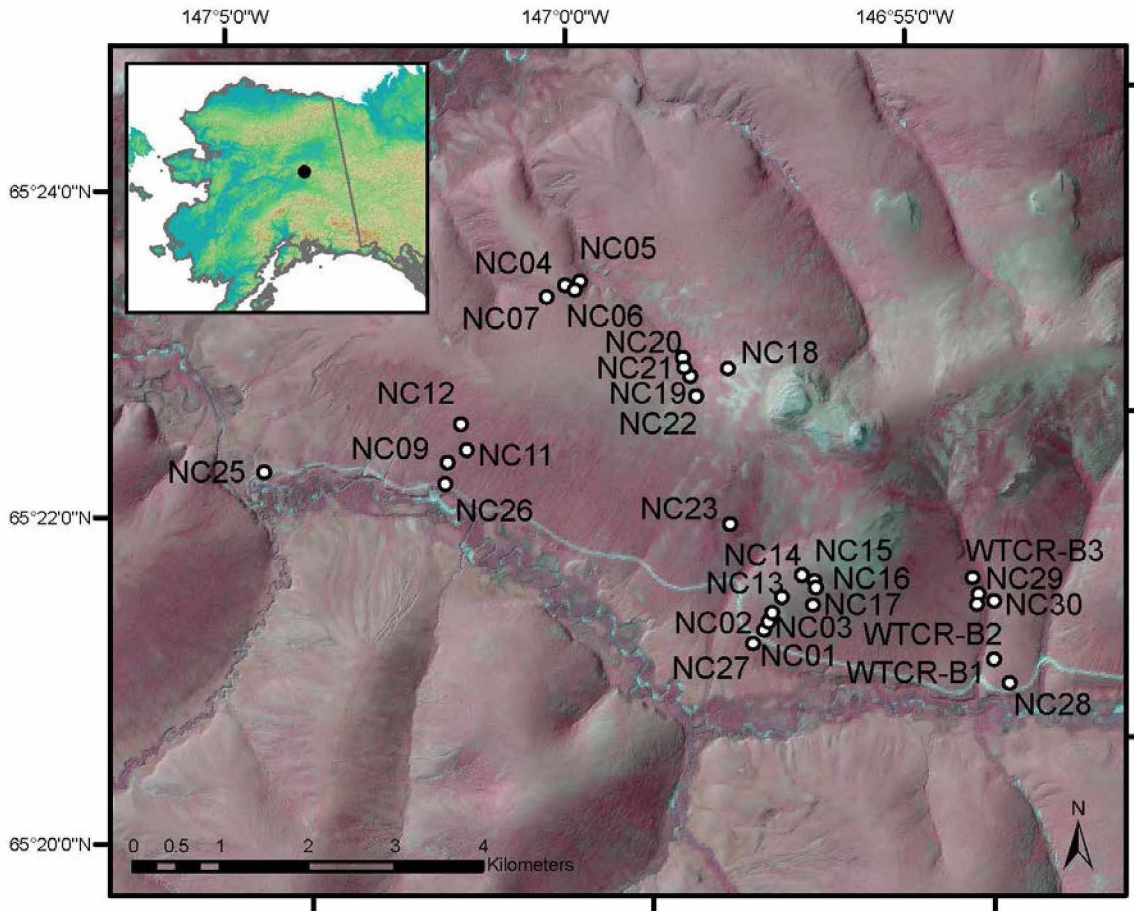 147°5'0"W 147°0'0"W 146°55'0"W
65°24'0"N
65°22'0"N
65°20'0"N
NC05
NC04
NC07
NC06
NC20
NC18
NC21
NC19
NC22
NC12
NC09
NC11
NC25
NC26
NC23
NC15
NC14
NC16
NC13
NC17
WTCR-B3
NC29
NC30
NC02
NC03
WTCR-B2
NC01
NC27
WTCR-B1
NC28
N
0 0.5 1 2 3 4
Kilometers